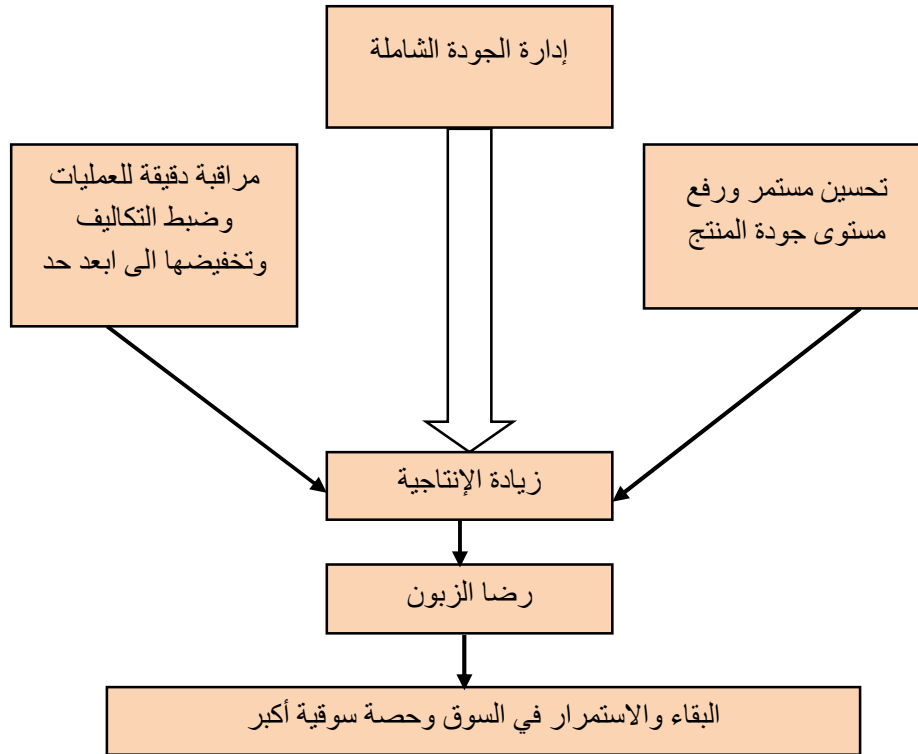 إدارة الجودة الشاملة
تحسين مستمر ورفع
مستوى جودة المنتج
مراقبة دقيقة للعمليات
وضبط التكاليف
وتخفيضها الى ابعد حد
زيادة الإنتاجية
رضا الزبون
البقاء والاستمرار في السوق وحصة سوقية أكبر